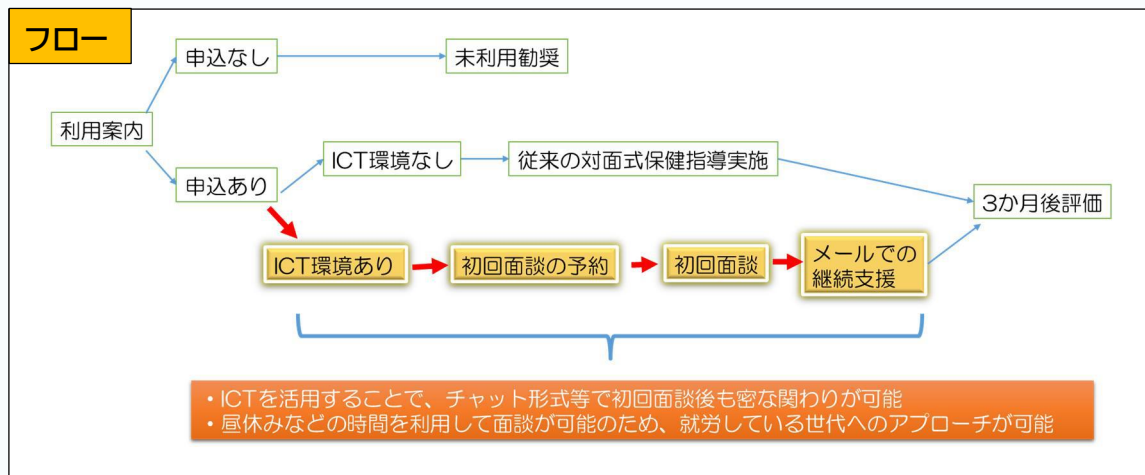 フロー
申込なし
未利用勧奨
利用案内
ICT環境なし
従来の対面式保健指導実施
申込あり
3か月後評価
ICT環境あり
初回面談の予約
初回面談
メールでの
継続支援
・ICTを活用することで、チャット形式等で初回面談後も密な関わりが可能
・昼休みなどの時間を利用して面談が可能のため、就労している世代へのアプローチが可能